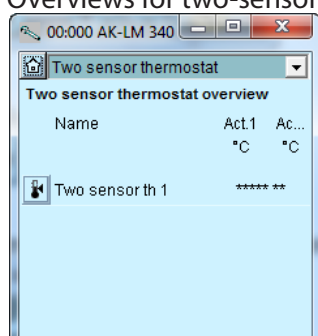 Overviews for two-sensor
00:000 AK-LM 340
Two sensor thermostat
Two sensor thermostat overview
Name Act.1 Ac...
°C °C
Two sensor th 1 ***** **